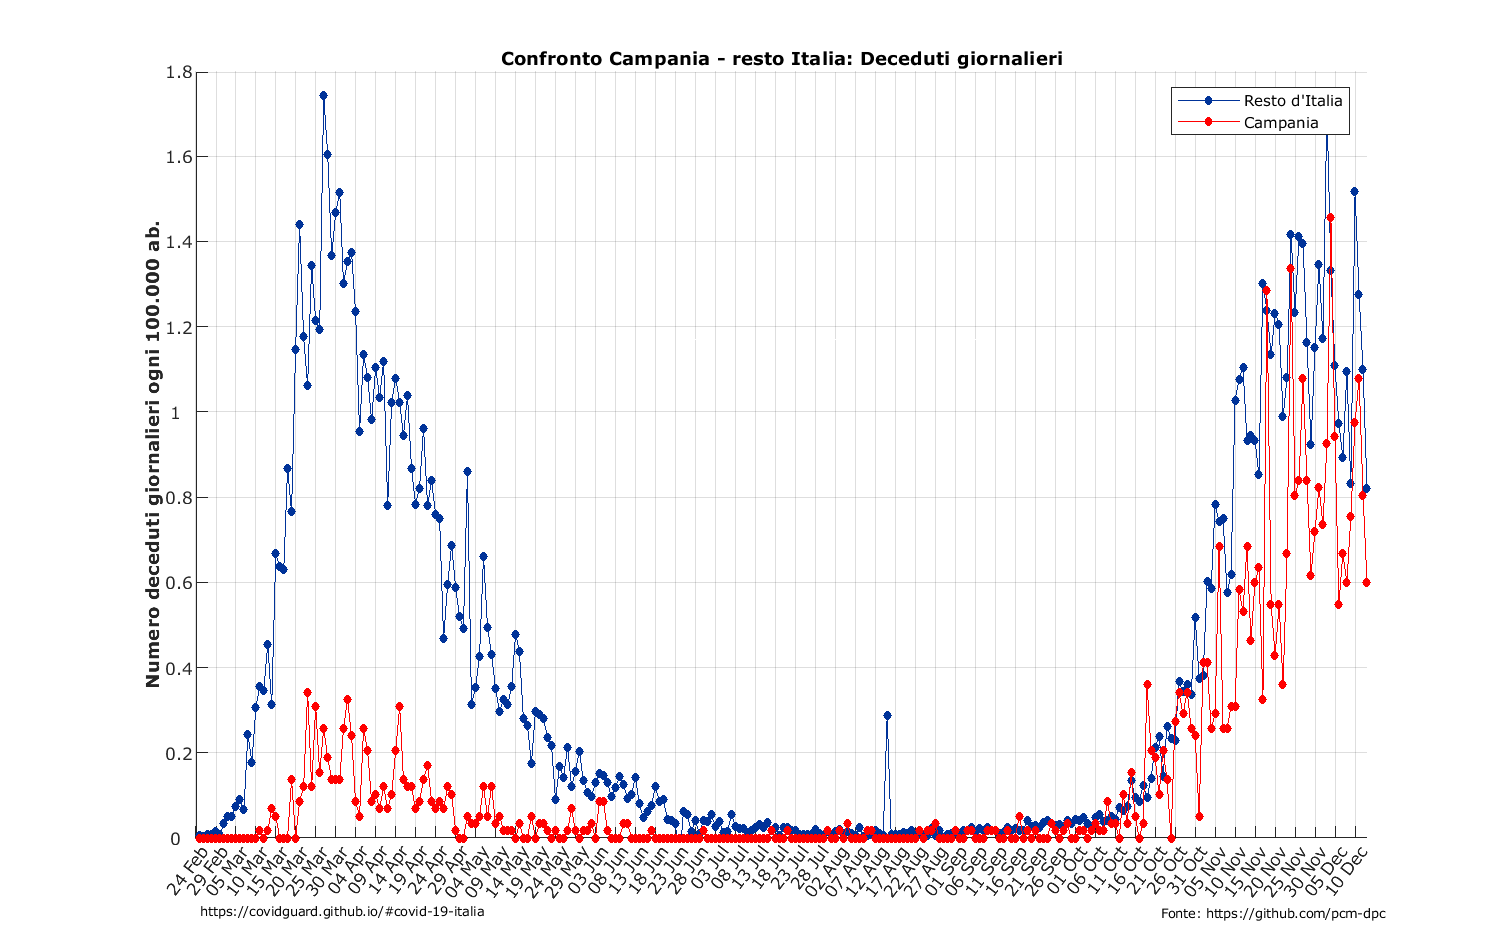 Confronto Campania - resto Italia: Deceduti giornalieri
Resto d'Italia
Campania
Numero deceduti giornalieri ogni 100.000 ab.
1.8
1.6
1.4
1.2
1
0.8
0.6
0.4
0.2
0
24 Feb
29 Feb
05 Mar
10 Mar
15 Mar
20 Mar
25 Mar
30 Mar
04 Apr
09 Apr
14 Apr
19 Apr
24 Apr
29 Apr
04 May
09 May
14 May
19 May
24 May
29 May
03 Jun
08 Jun
13 Jun
18 Jun
23 Jun
28 Jun
03 Jul
08 Jul
13 Jul
18 Jul
23 Jul
28 Jul
02 Aug
07 Aug
12 Aug
17 Aug
22 Aug
27 Aug
01 Sep
06 Sep
11 Sep
16 Sep
21 Sep
26 Sep
01 Oct
06 Oct
11 Oct
16 Oct
21 Oct
26 Oct
31 Oct
05 Nov
10 Nov
15 Nov
20 Nov
25 Nov
30 Nov
05 Dec
10 Dec
https://covidguard.github.io/#covid-19-italia
Fonte: https://github.com/pcm-dpc